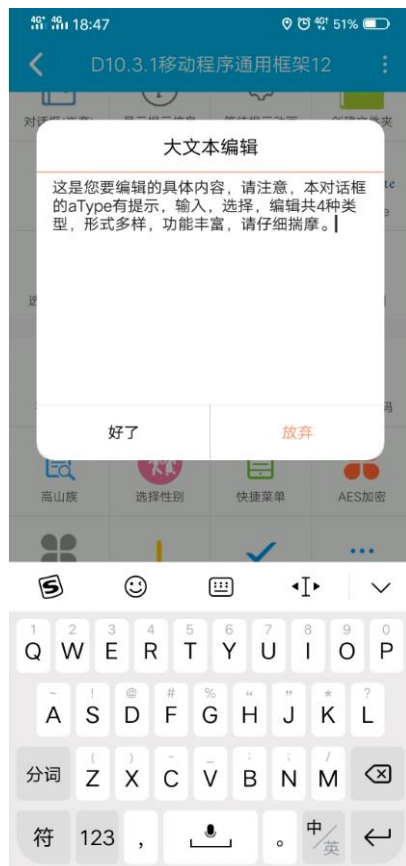 18:47
51%
D10.3.1移动程序通用框架12
大文本编辑
这是您要编辑的具体内容，请注意，本对话框
的aType有提示，输入，选择，编辑共4种类
型，形式多样，功能丰富，请仔细揣摩。
好了 放弃
高山族 选择性别 快捷菜单 AES加密
1 2 3 4 5 6 7 8 9 0
Q W E R T Y U I O P
~ ! @ # % “ ” * ?
A S D F G H J K L
( ) - _ : ; /
分词 Z X C V B N M
符 123 ， 。 中/英